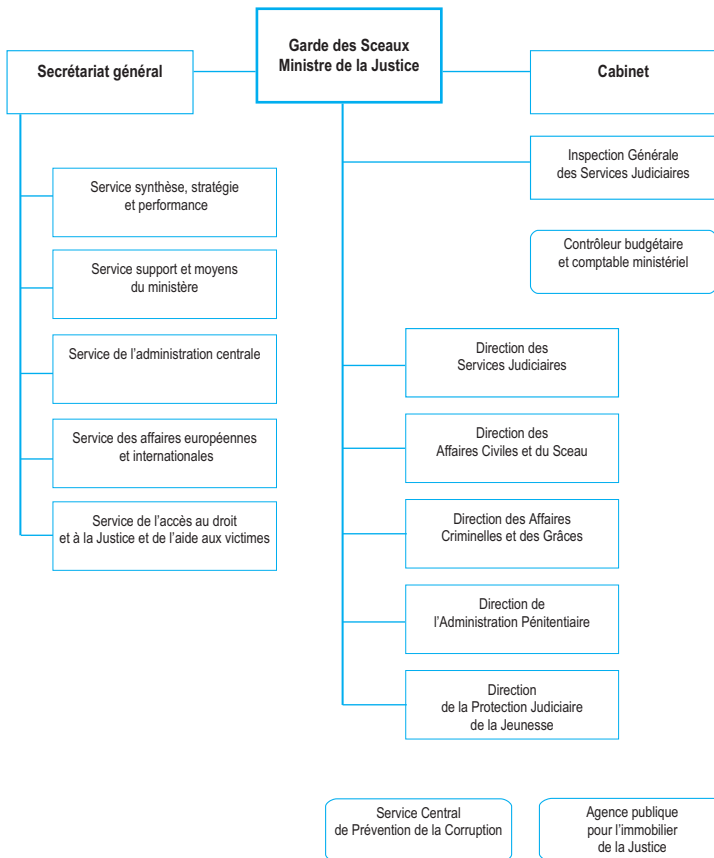 Garde des Sceaux
Ministre de la Justice
Secrétariat général
Cabinet
Inspection Générale
des Services Judiciaires
Service synthèse, stratégie
et performance
Contrôleur budgétaire
et comptable ministériel
Service support et moyens
du ministère
Service de l'administration centrale
Service des affaires européennes
et internationales
Service de l'accès au droit
et à la Justice et de l'aide aux victimes
Direction des
Services Judiciaires
Direction des
Affaires Civiles et du Sceau
Direction des Affaires
Criminelles et des Grâces
Direction de
l'Administration Pénitentiaire
Direction
de la Protection Judiciaire
de la Jeunesse
Service Central
de Prévention de la Corruption
Agence publique
pour l'immobilier
de la Justice